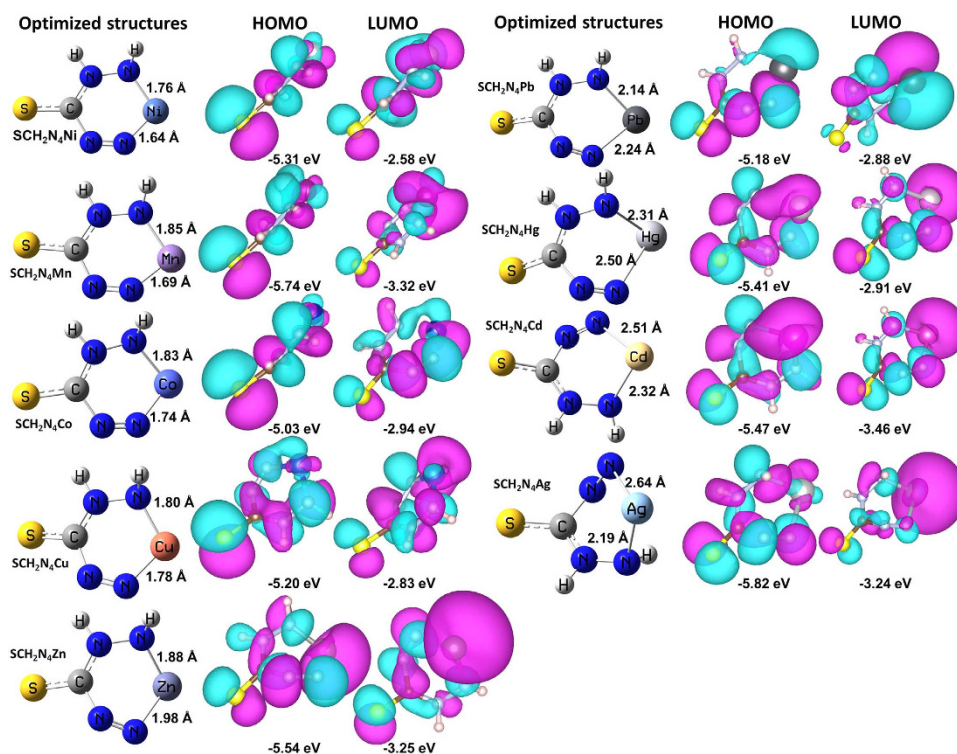 Optimized structures HOMO LUMO Optimized structures HOMO LUMO
H H
N N
1.76 Å
S C Ni
1.64 Å
N N
SCH₂N₄Ni
-5.31 eV -2.58 eV
H H
N N
1.85 Å
S C Mn
1.69 Å
N N
SCH₂N₄Mn
-5.74 eV -3.32 eV
H H
N N
1.83 Å
S C Co
1.74 Å
N N
SCH₂N₄Co
-5.03 eV -2.94 eV
H H
N N
1.80 Å
S C Cu
1.78 Å
N N
SCH₂N₄Cu
-5.20 eV -2.83 eV
H H
SCH₂N₄Zn
N N
1.88 Å
S C Zn
1.98 Å
N N
-5.54 eV -3.25 eV
H H
SCH₂N₄Pb
N N
2.14 Å
S C Pb
2.24 Å
N N
-5.18 eV -2.88 eV
H H
N N
2.31 Å
SCH₂N₄Hg
Hg
S C
2.50 Å
N N
-5.41 eV -2.91 eV
SCH₂N₄Cd
N N
2.51 Å
S C Cd
2.32 Å
N N
H H
-5.47 eV -3.46 eV
SCH₂N₄Ag
N N
2.64 Å
S C Ag
2.19 Å
N N
H H
-5.82 eV -3.24 eV